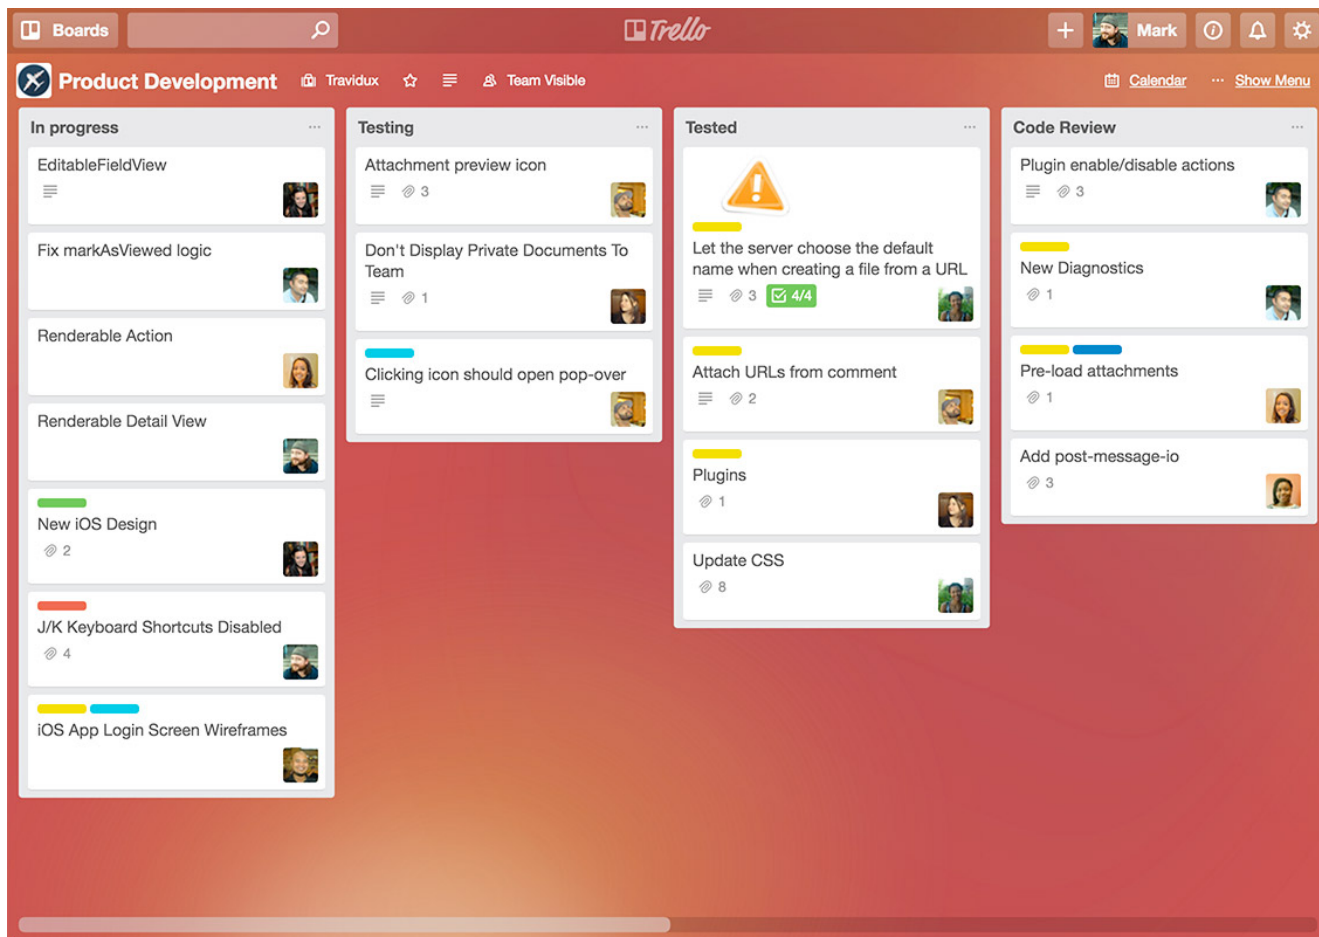 Boards
Trello
Mark
Product Development
Travidux
Team Visible
Calendar
Show Menu
In progress
EditableFieldView
Fix markAsViewed logic
Renderable Action
Renderable Detail View
New iOS Design
2
J/K Keyboard Shortcuts Disabled
4
iOS App Login Screen Wireframes
Testing
Attachment preview icon
3
Don't Display Private Documents To
Team
1
Clicking icon should open pop-over
Tested
Let the server choose the default
name when creating a file from a URL
3 4/4
Attach URLs from comment
2
Plugins
1
Update CSS
8
Code Review
Plugin enable/disable actions
3
New Diagnostics
1
Pre-load attachments
1
Add post-message-io
3